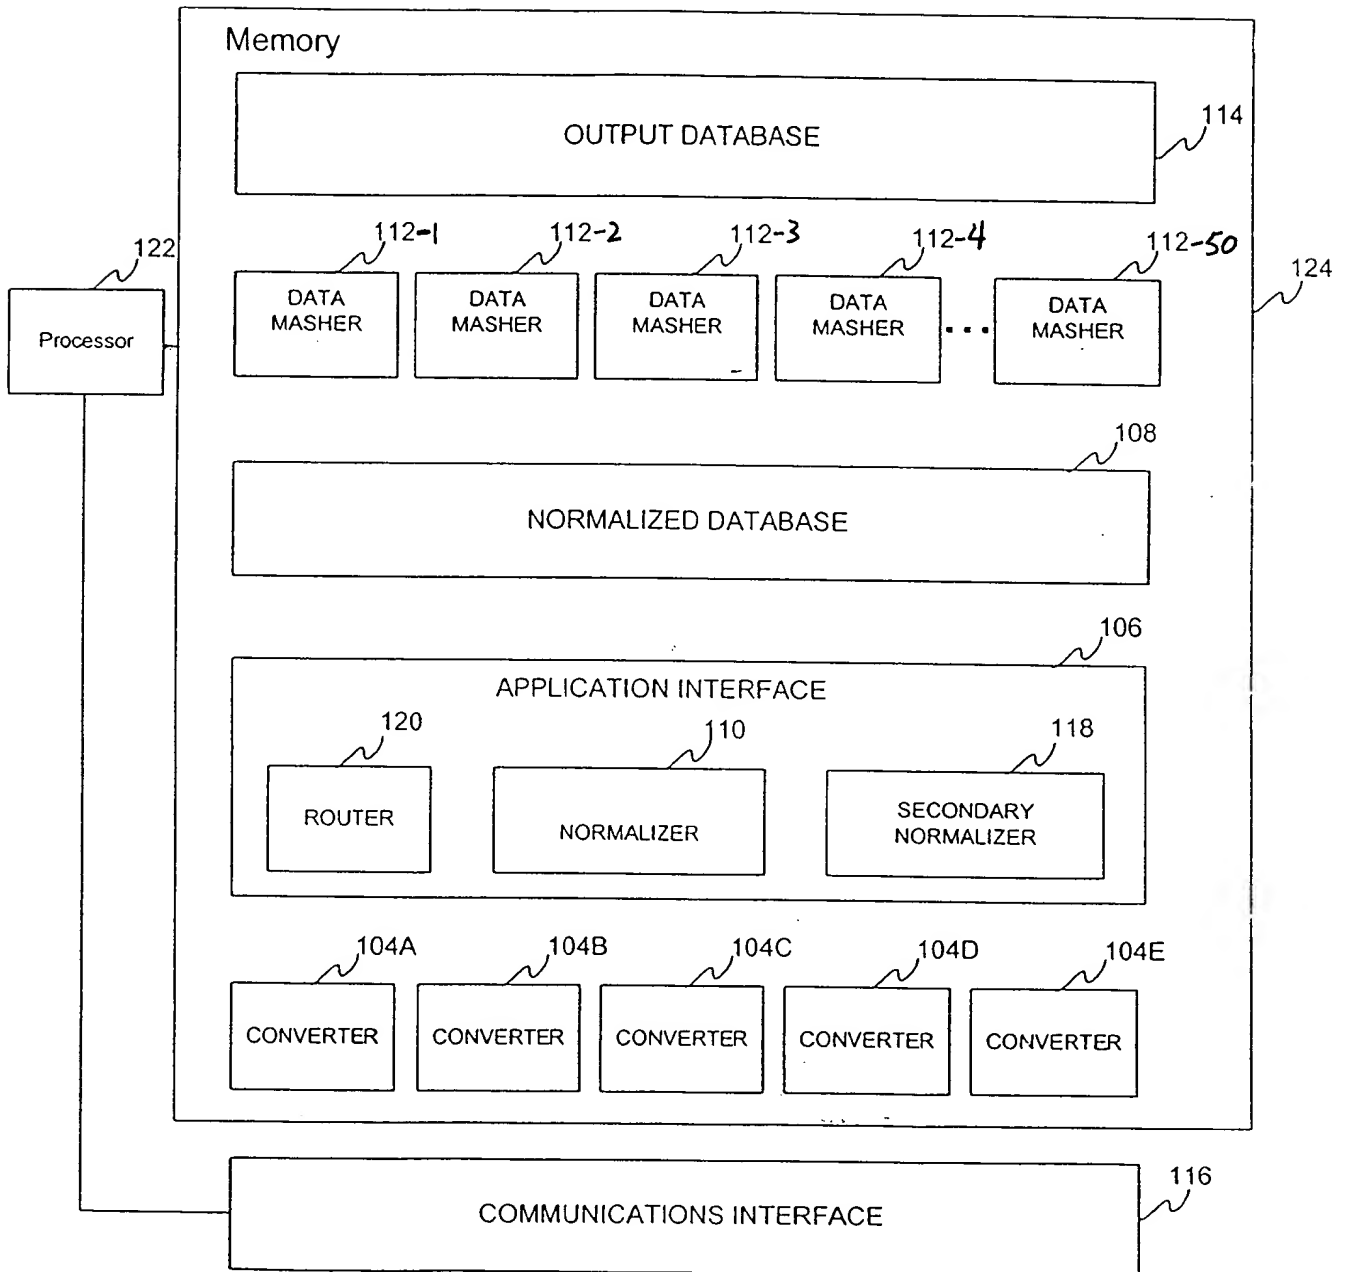 Memory
OUTPUT DATABASE
114
112-1
112-2
112-3
112-4
112-50
122
124
Processor
DATA
MASHER
DATA
MASHER
DATA
MASHER
DATA
MASHER
...
DATA
MASHER
108
NORMALIZED DATABASE
106
APPLICATION INTERFACE
120
110
118
ROUTER
NORMALIZER
SECONDARY
NORMALIZER
104A
104B
104C
104D
104E
CONVERTER
CONVERTER
CONVERTER
CONVERTER
CONVERTER
116
COMMUNICATIONS INTERFACE